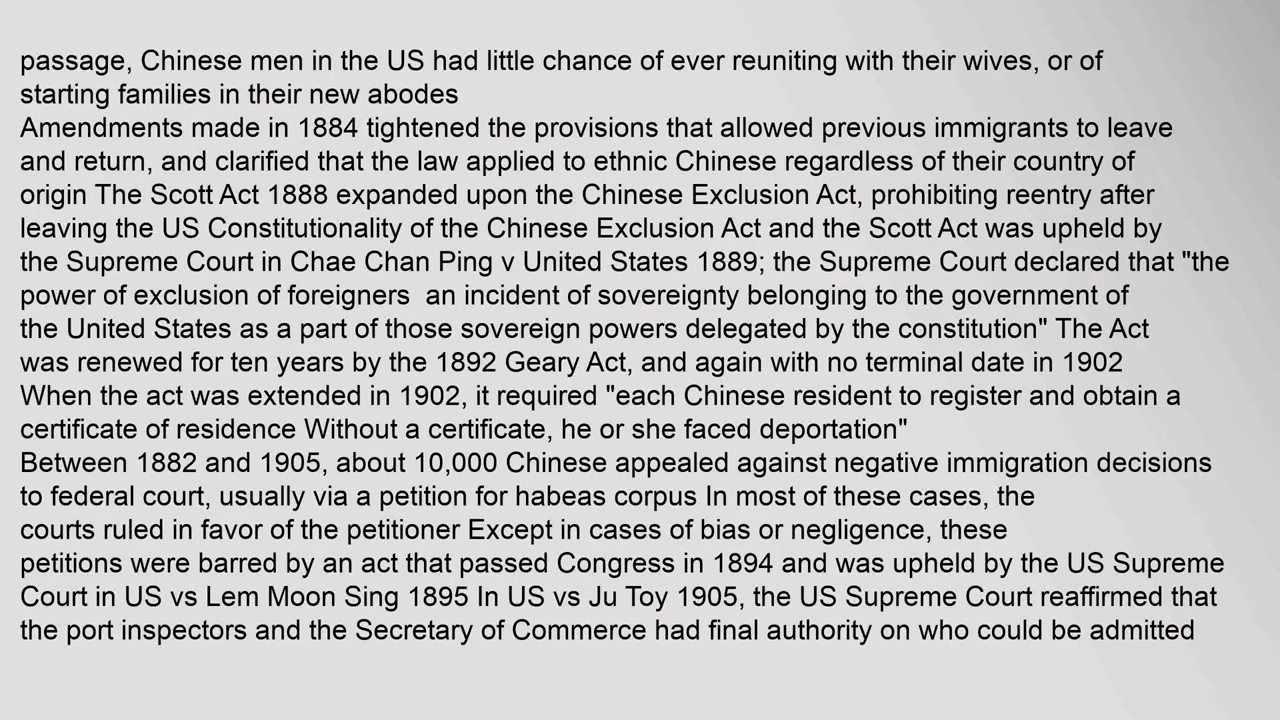 passage, Chinese men in the US had little chance of ever reuniting with their wives, or of
starting families in their new abodes
Amendments made in 1884 tightened the provisions that allowed previous immigrants to leave
and return, and clarified that the law applied to ethnic Chinese regardless of their country of
origin The Scott Act 1888 expanded upon the Chinese Exclusion Act, prohibiting reentry after
leaving the US Constitutionality of the Chinese Exclusion Act and the Scott Act was upheld by
the Supreme Court in Chae Chan Ping v United States 1889; the Supreme Court declared that "the
power of exclusion of foreigners  an incident of sovereignty belonging to the government of
the United States as a part of those sovereign powers delegated by the constitution" The Act
was renewed for ten years by the 1892 Geary Act, and again with no terminal date in 1902
When the act was extended in 1902, it required "each Chinese resident to register and obtain a
certificate of residence Without a certificate, he or she faced deportation"
Between 1882 and 1905, about 10,000 Chinese appealed against negative immigration decisions
to federal court, usually via a petition for habeas corpus In most of these cases, the
courts ruled in favor of the petitioner Except in cases of bias or negligence, these
petitions were barred by an act that passed Congress in 1894 and was upheld by the US Supreme
Court in US vs Lem Moon Sing 1895 In US vs Ju Toy 1905, the US Supreme Court reaffirmed that
the port inspectors and the Secretary of Commerce had final authority on who could be admitted